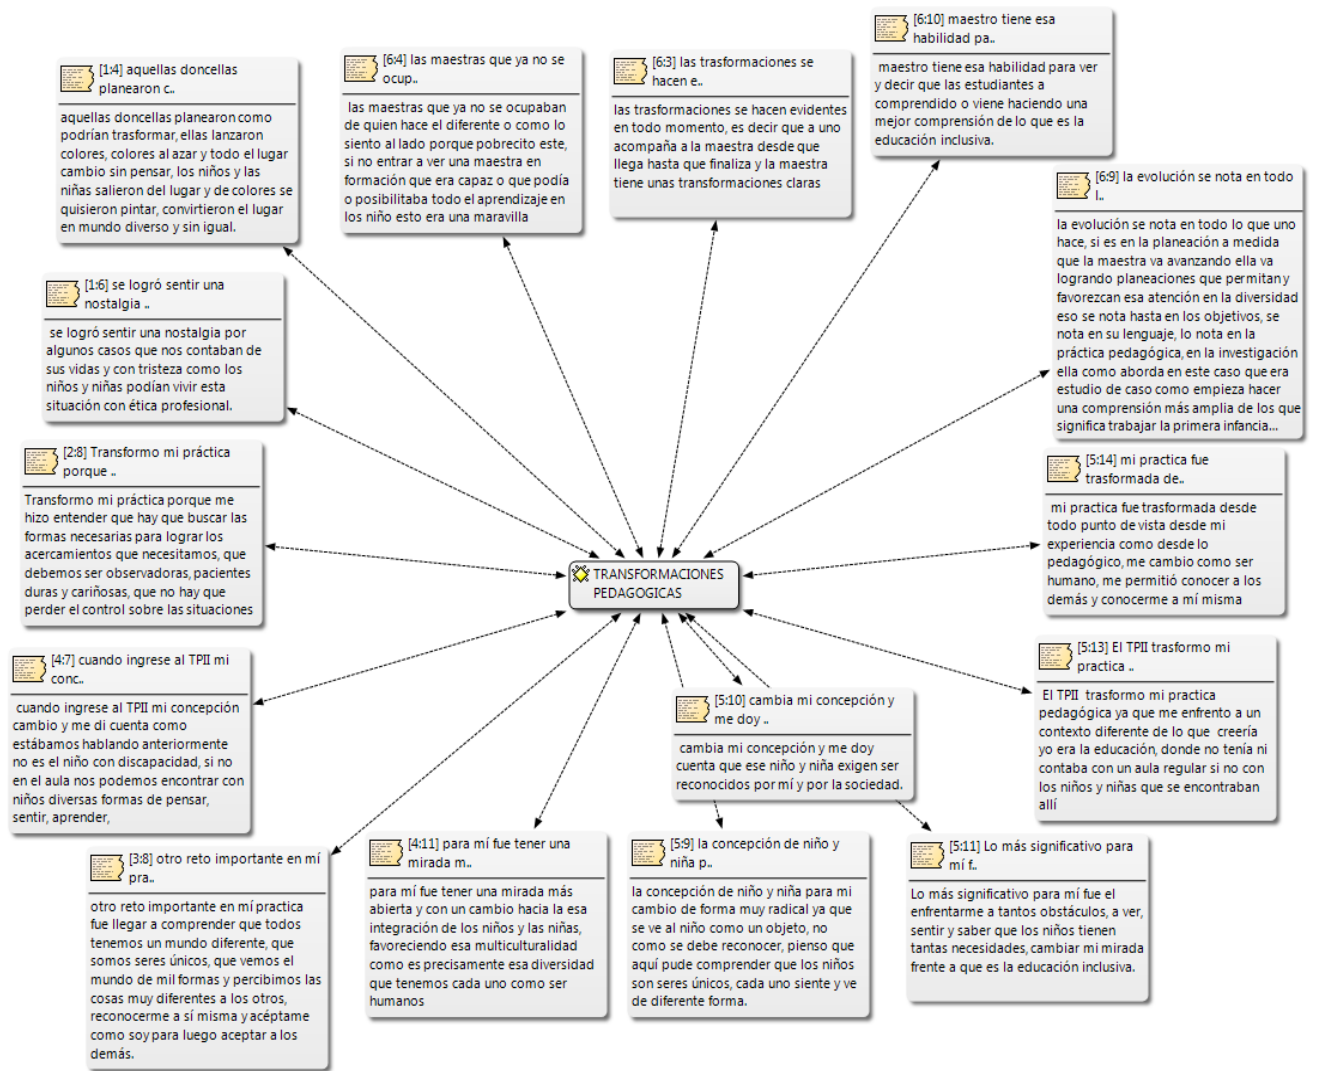 [1:4] aquellas doncellas
planearon c..
aquellas doncellas planearon como
podrían trasformar, ellas lanzaron
colores, colores al azar y todo el lugar
cambio sin pensar, los niños y las
niñas salieron del lugar y de colores se
quisieron pintar, convirtieron el lugar
en mundo diverso y sin igual.
[6:4] las maestras que ya no se
ocup..
las maestras que ya no se ocupaban
de quien hace el diferente o como lo
siento al lado porque pobrecito este,
si no entrar a ver una maestra en
formación que era capaz o que podía
o posibilitaba todo el aprendizaje en
los niño esto era una maravilla
[6:3] las trasformaciones se
hacen e..
las trasformaciones se hacen evidentes
en todo momento, es decir que a uno
acompaña a la maestra desde que
llega hasta que finaliza y la maestra
tiene unas transformaciones claras
[6:10] maestro tiene esa
habilidad pa..
maestro tiene esa habilidad para ver
y decir que las estudiantes a
comprendido o viene haciendo una
mejor comprensión de lo que es la
educación inclusiva.
[6:9] la evolución se nota en todo
l..
la evolución se nota en todo lo que uno
hace, si es en la planeación a medida
que la maestra va avanzando ella va
logrando planeaciones que permitan y
favorezcan esa atención en la diversidad
eso se nota hasta en los objetivos, se
nota en su lenguaje, lo nota en la
práctica pedagógica, en la investigación
ella como aborda en este caso que era
estudio de caso como empieza hacer
una comprensión más amplia de los que
significa trabajar la primera infancia...
[1:6] se logró sentir una
nostalgia ..
se logró sentir una nostalgia por
algunos casos que nos contaban de
sus vidas y con tristeza como los
niños y niñas podían vivir esta
situación con ética profesional.
[2:8] Transformo mi práctica
porque ..
Transformo mi práctica porque me
hizo entender que hay que buscar las
formas necesarias para lograr los
acercamientos que necesitamos, que
debemos ser observadoras, pacientes
duras y cariñosas, que no hay que
perder el control sobre las situaciones
[5:14] mi practica fue
trasformada de..
mi practica fue trasformada desde
todo punto de vista desde mi
experiencia como desde lo
pedagógico, me cambio como ser
humano, me permitió conocer a los
demás y conocerme a mí misma
TRANSFORMACIONES
PEDAGOGICAS
[4:7] cuando ingrese al TPII mi
conc..
cuando ingrese al TPII mi concepción
cambio y me di cuenta como
estábamos hablando anteriormente
no es el niño con discapacidad, si no
en el aula nos podemos encontrar con
niños diversas formas de pensar,
sentir, aprender,
[5:13] El TPII trasformo mi
practica ..
El TPII trasformo mi practica
pedagógica ya que me enfrento a un
contexto diferente de lo que creería
yo era la educación, donde no tenía ni
contaba con un aula regular si no con
los niños y niñas que se encontraban
allí
[5:10] cambia mi concepción y
me doy ..
cambia mi concepción y me doy
cuenta que ese niño y niña exigen ser
reconocidos por mí y por la sociedad.
[3:8] otro reto importante en mí
pra..
otro reto importante en mí practica
fue llegar a comprender que todos
tenemos un mundo diferente, que
somos seres únicos, que vemos el
mundo de mil formas y percibimos las
cosas muy diferentes a los otros,
reconocerme a sí misma y acéptame
como soy para luego aceptar a los
demás.
[4:11] para mí fue tener una
mirada m..
para mí fue tener una mirada más
abierta y con un cambio hacia la esa
integración de los niños y las niñas,
favoreciendo esa multiculturalidad
como es precisamente esa diversidad
que tenemos cada uno como ser
humanos
[5:9] la concepción de niño y
niña p..
la concepción de niño y niña para mi
cambio de forma muy radical ya que
se ve al niño como un objeto, no
como se debe reconocer, pienso que
aquí pude comprender que los niños
son seres únicos, cada uno siente y ve
de diferente forma.
[5:11] Lo más significativo para
mí f..
Lo más significativo para mí fue el
enfrentarme a tantos obstáculos, a ver,
sentir y saber que los niños tienen
tantas necesidades, cambiar mi mirada
frente a que es la educación inclusiva.